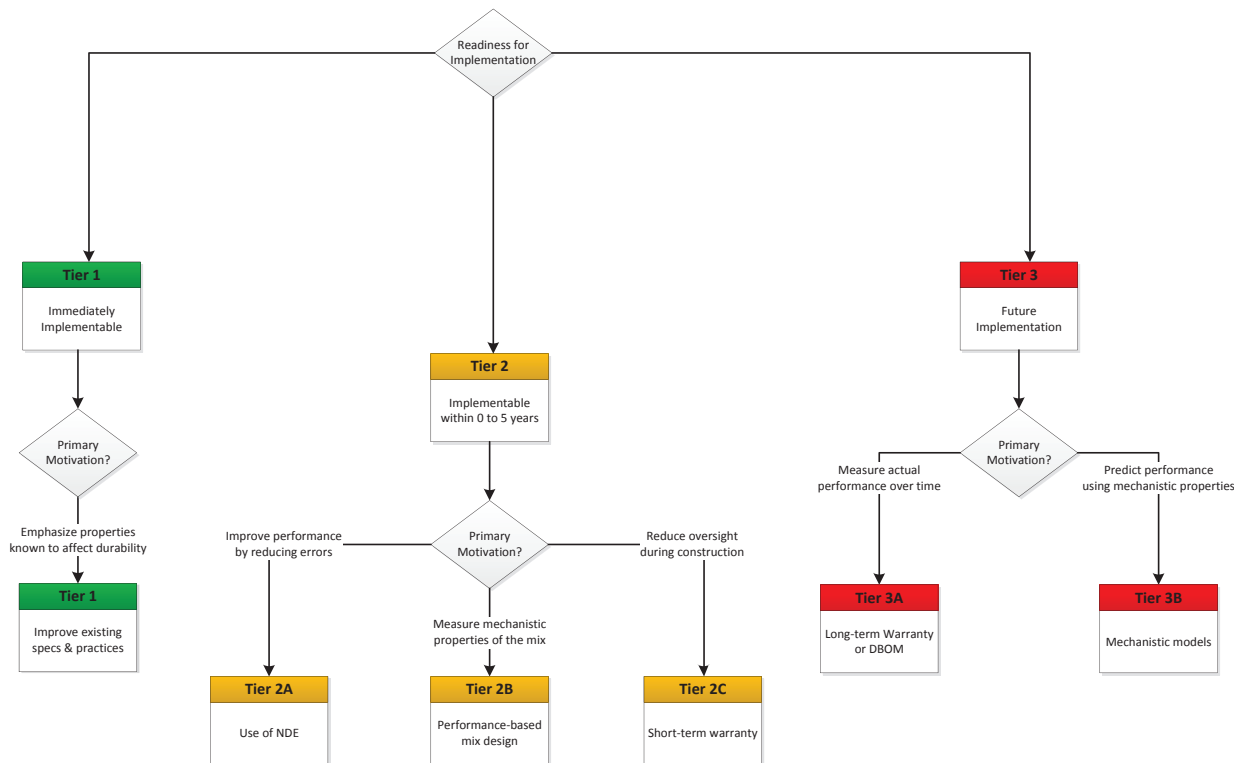 Readiness for
Implementation
Tier 1
Immediately
Implementable
Primary
Motivation?
Emphasize properties
known to affect durability
Tier 1
Improve existing
specs & practices
Tier 2
Implementable
within 0 to 5 years
Primary
Motivation?
Improve performance
by reducing errors
Measure mechanistic
properties of the mix
Reduce oversight
during construction
Tier 2A
Use of NDE
Tier 2B
Performance-based
mix design
Tier 2C
Short-term warranty
Tier 3
Future
Implementation
Primary
Motivation?
Measure actual
performance over time
Predict performance
using mechanistic properties
Tier 3A
Long-term Warranty
or DBOM
Tier 3B
Mechanistic models